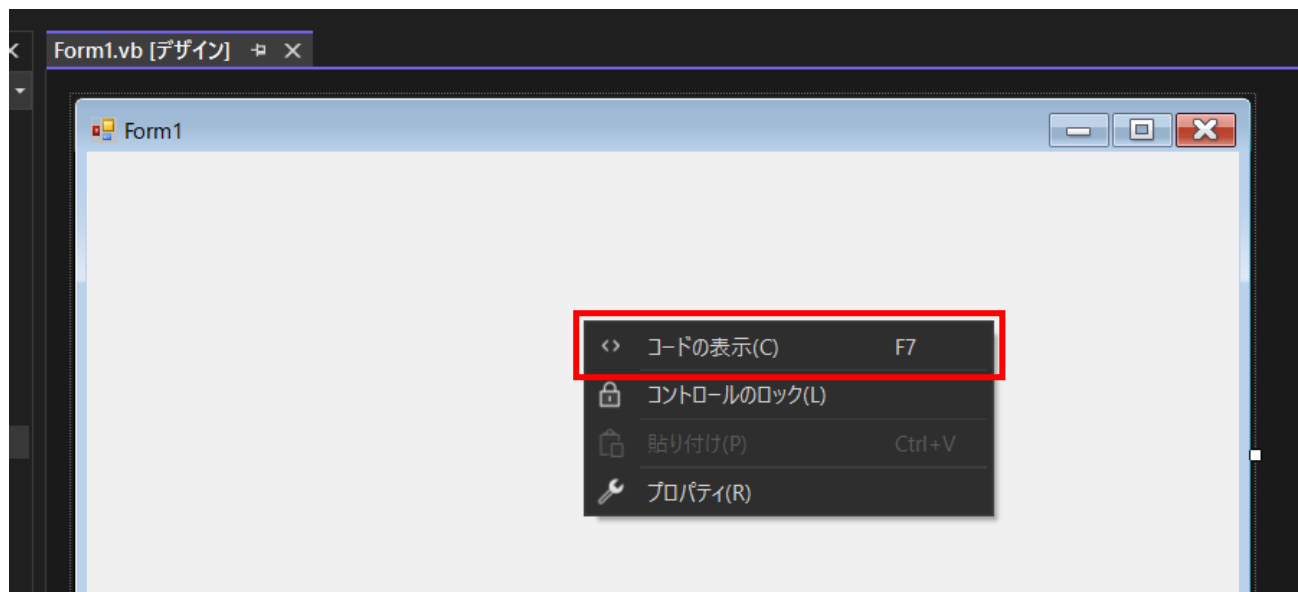 Form1.vb [デザイン]
Form1
コードの表示(C) F7
コントロールのロック(L)
貼り付け(P) Ctrl+V
プロパティ(R)